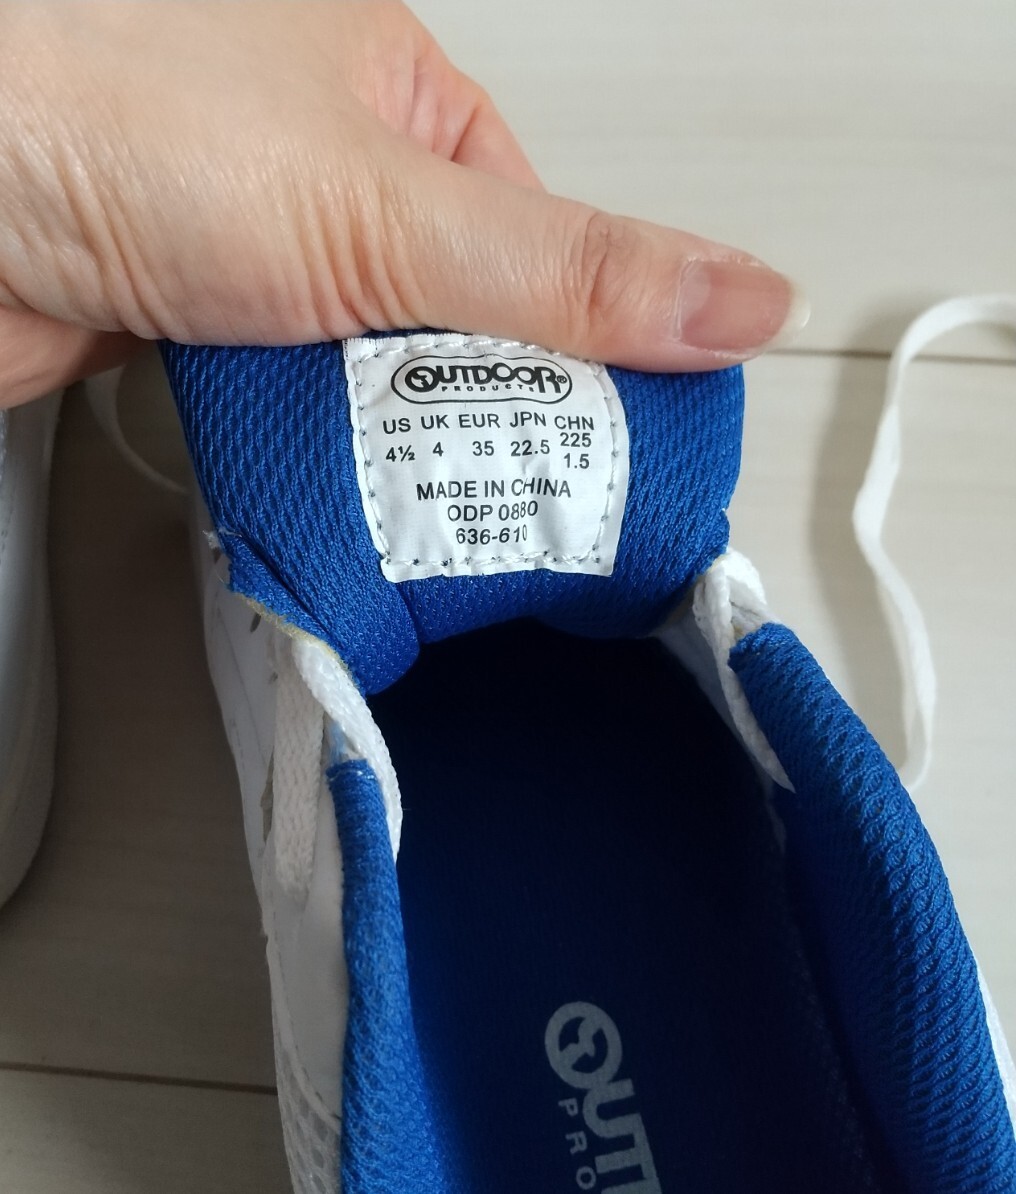 OUTDOOR®
PRODUCTS
US UK EUR JPN CHN
4½ 4 35 22.5 225
1.5
MADE IN CHINA
ODP 0880
636-610
OUT
PRO